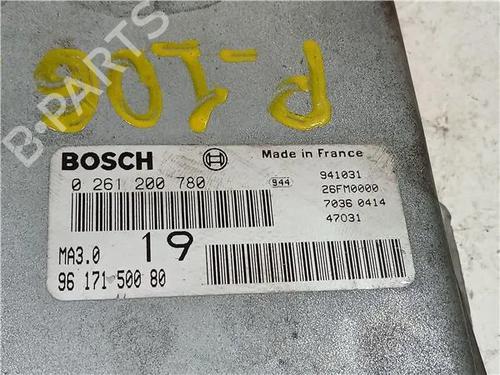 P-106
B-PARTS
BOSCH
Made in France
0 261 200 780
944
941031
26FM0000
7036 0414
47031
MA3.0
19
96 171 500 80